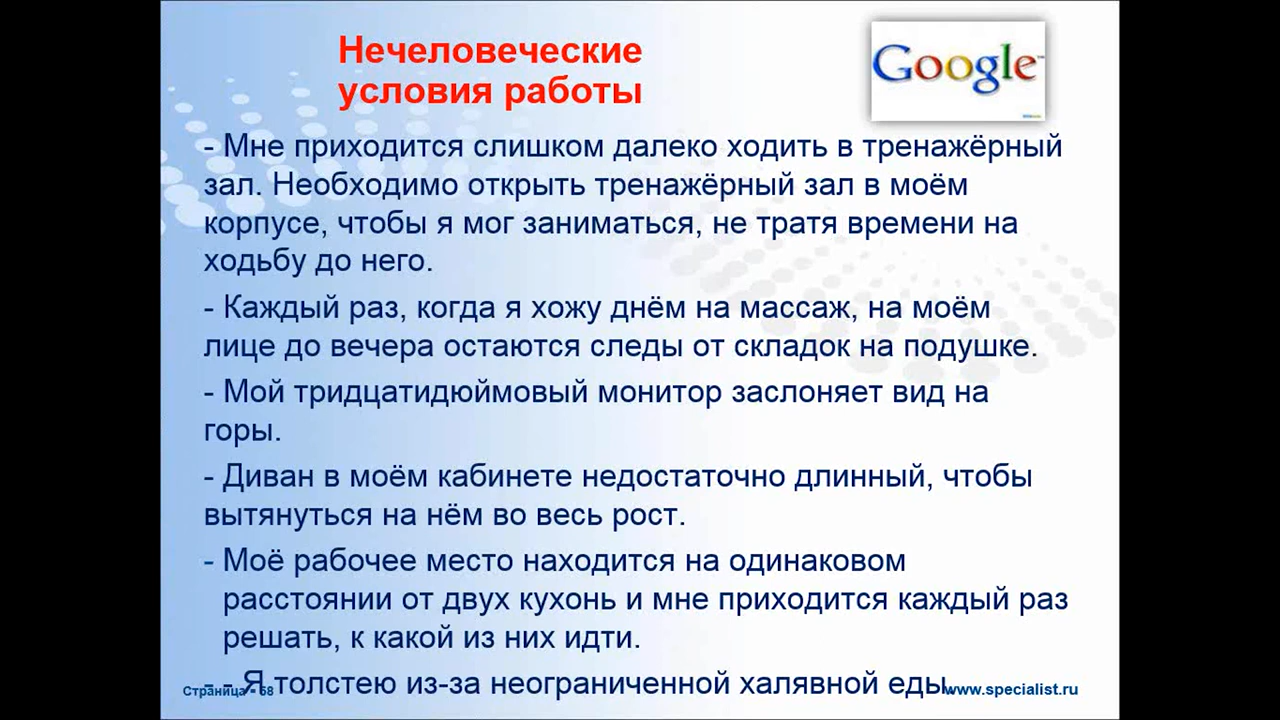 Нечеловеческие
условия работы
Google™
- Мне приходится слишком далеко ходить в тренажёрный
зал. Необходимо открыть тренажёрный зал в моём
корпусе, чтобы я мог заниматься, не тратя времени на
ходьбу до него.
- Каждый раз, когда я хожу днём на массаж, на моём
лице до вечера остаются следы от складок на подушке.
- Мой тридцатидюймовый монитор заслоняет вид на
горы.
- Диван в моём кабинете недостаточно длинный, чтобы
вытянуться на нём во весь рост.
- Моё рабочее место находится на одинаковом
расстоянии от двух кухонь и мне приходится каждый раз
решать, к какой из них идти.
- - Я толстею из-за неограниченной халявной еды.
Страница ▪ 68
www.specialist.ru